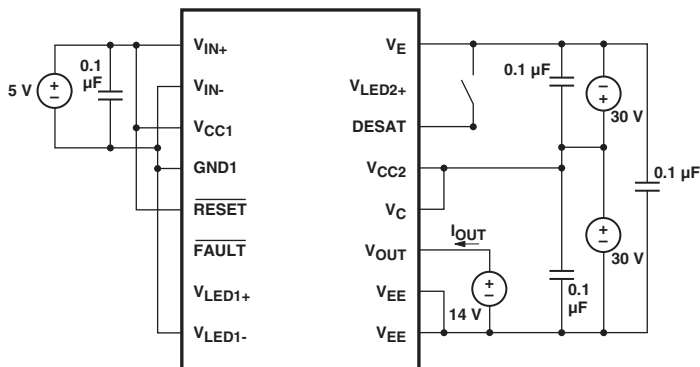 5 V
0.1
µF
VIN+
VIN-
VCC1
GND1
RESET
FAULT
VLED1+
VLED1-
VE
VLED2+
DESAT
VCC2
VC
VOUT
VEE
VEE
IOUT
0.1 µF
30 V
0.1 µF
30 V
0.1
µF
14 V